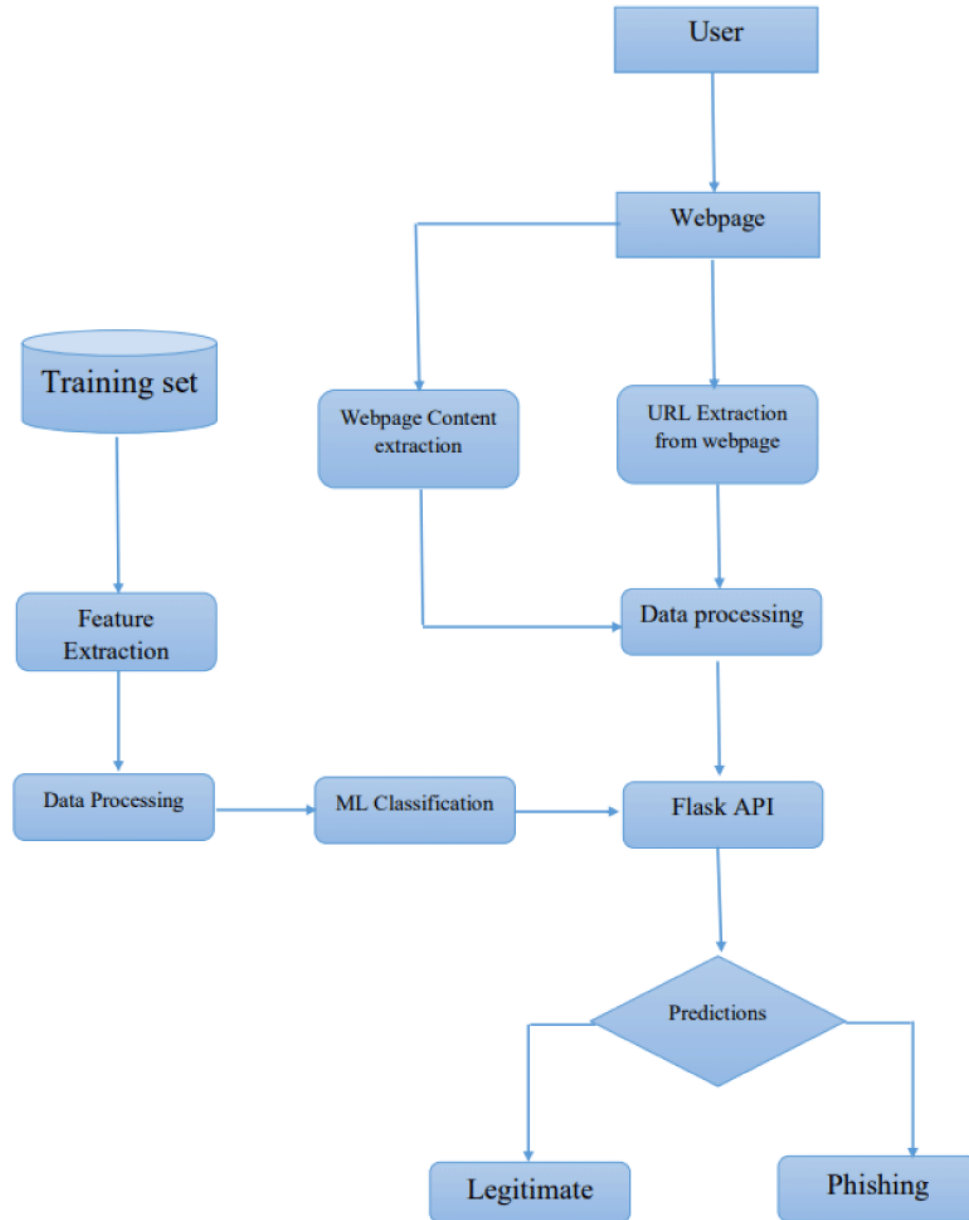 User
Webpage
Training set
Webpage Content
extraction
URL Extraction
from webpage
Feature
Extraction
Data processing
Data Processing
ML Classification
Flask API
Predictions
Legitimate
Phishing